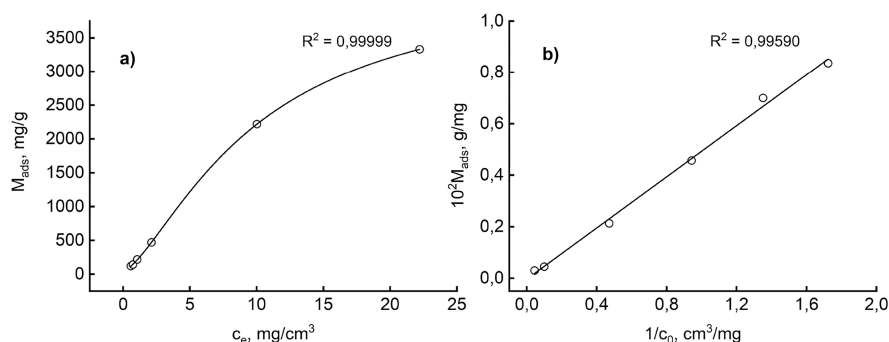 a)
R² = 0,99999
3500
3000
2500
2000
1500
1000
500
0
M_ads, mg/g
0 5 10 15 20 25
c_e, mg/cm³
b)
R² = 0,99590
1,0
0,8
0,6
0,4
0,2
0,0
10²M_ads, g/mg
0,0 0,4 0,8 1,2 1,6 2,0
1/c₀, cm³/mg